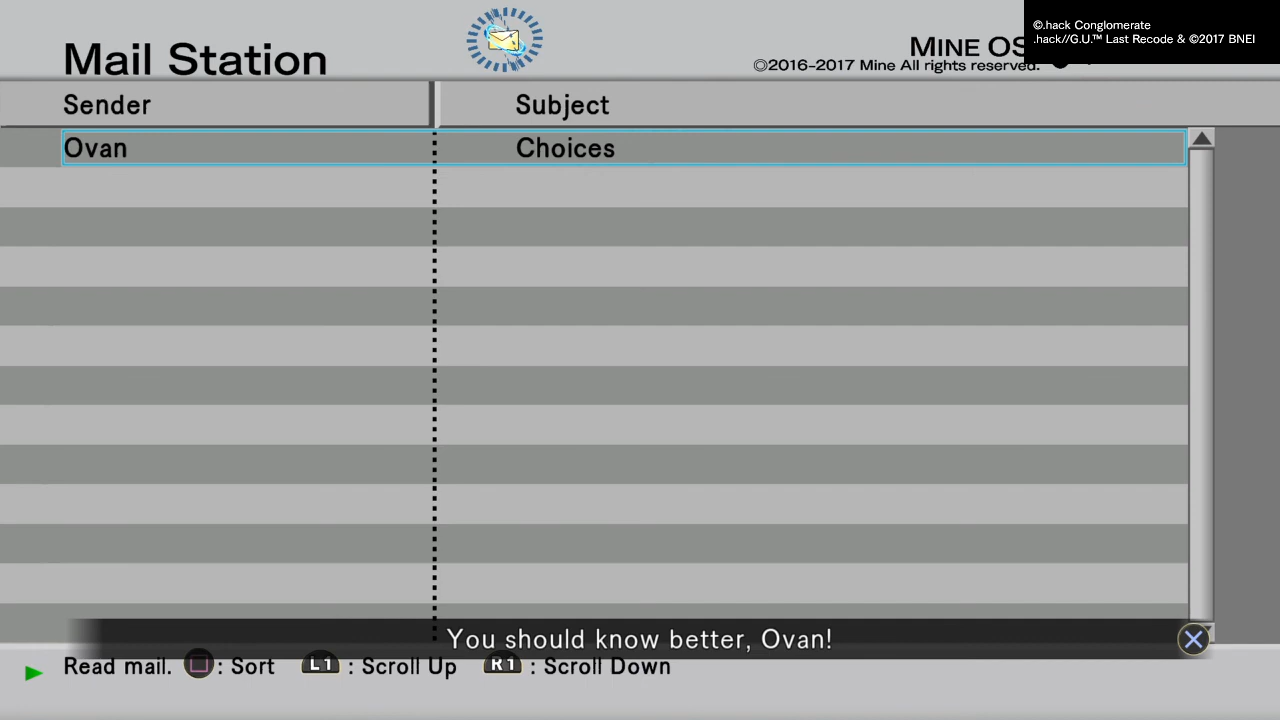 ©.hack Conglomerate
.hack//G.U.™ Last Recode & ©2017 BNEI
Mail Station
MINE OS
©2016-2017 Mine All rights reserved.
Sender Subject
Ovan Choices
You should know better, Ovan!
Read mail. : Sort L1 : Scroll Up R1 : Scroll Down